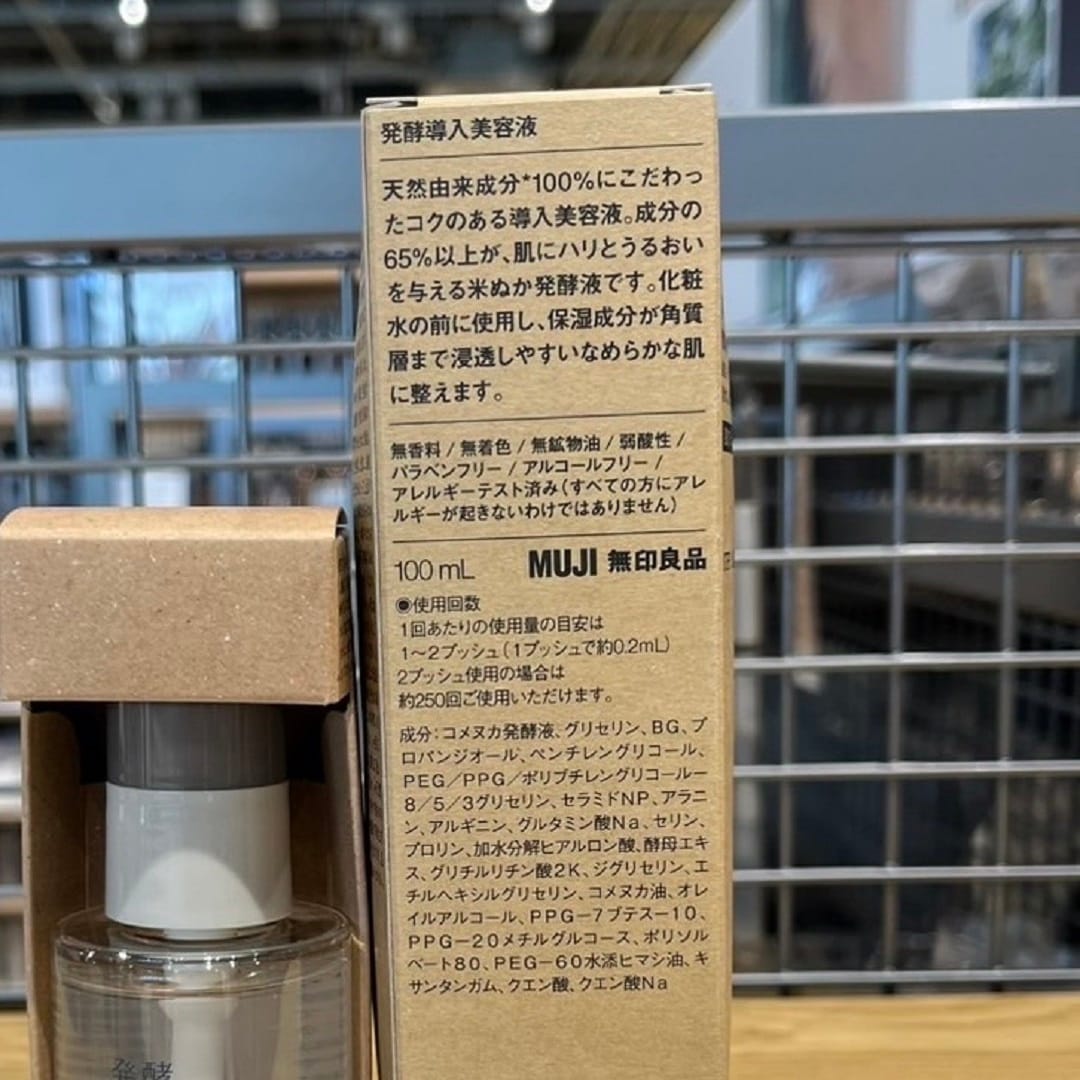 発酵導入美容液
天然由来成分*100%にこだわっ
たコクのある導入美容液。成分の
65%以上が、肌にハリとうるおい
を与える米ぬか発酵液です。化粧
水の前に使用し、保湿成分が角質
層まで浸透しやすいなめらかな肌
に整えます。
無香料/無着色/無鉱物油/弱酸性/
パラベンフリー/アルコールフリー/
アレルギーテスト済み(すべての方にアレ
ルギーが起きないわけではありません)
100mL MUJI 無印良品
◉使用回数
1回あたりの使用量の目安は
1〜2プッシュ(1プッシュで約0.2mL)
2プッシュ使用の場合は
約250回ご使用いただけます。
成分:コメヌカ発酵液、グリセリン、BG、プ
ロパンジオール、ペンチレングリコール、
PEG/PPG/ポリブチレングリコールー
8/5/3グリセリン、セラミドNP、アラニ
ン、アルギニン、グルタミン酸Na、セリン、
プロリン、加水分解ヒアルロン酸、酵母エキ
ス、グリチルリチン酸2K、ジグリセリン、エ
チルヘキシルグリセリン、コメヌカ油、オレ
イルアルコール、PPG-7ブテス-10、
PPG-20メチルグルコース、ポリソル
ベート80、PEG-60水添ヒマシ油、キ
サンタンガム、クエン酸、クエン酸Na
発酵